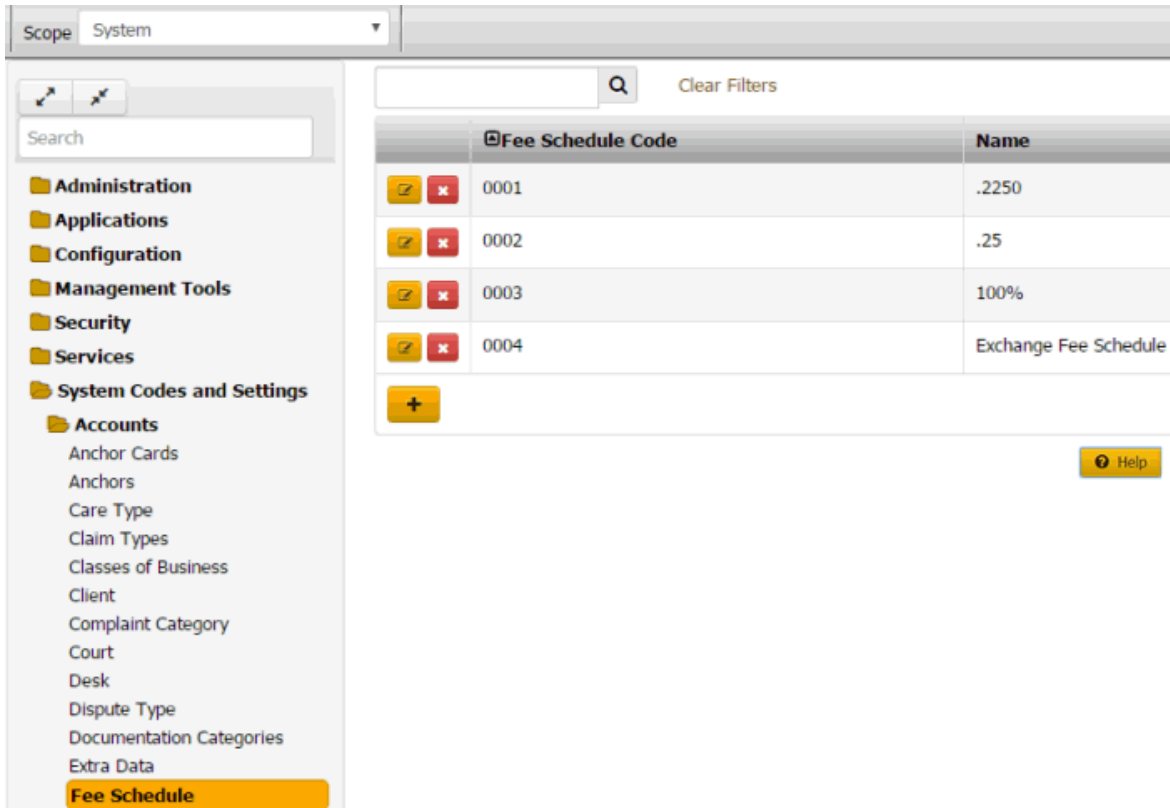 Scope System
Search
Administration
Applications
Configuration
Management Tools
Security
Services
System Codes and Settings
Accounts
Anchor Cards
Anchors
Care Type
Claim Types
Classes of Business
Client
Complaint Category
Court
Desk
Dispute Type
Documentation Categories
Extra Data
Fee Schedule
Clear Filters
Fee Schedule Code Name
0001 .2250
0002 .25
0003 100%
0004 Exchange Fee Schedule
Help